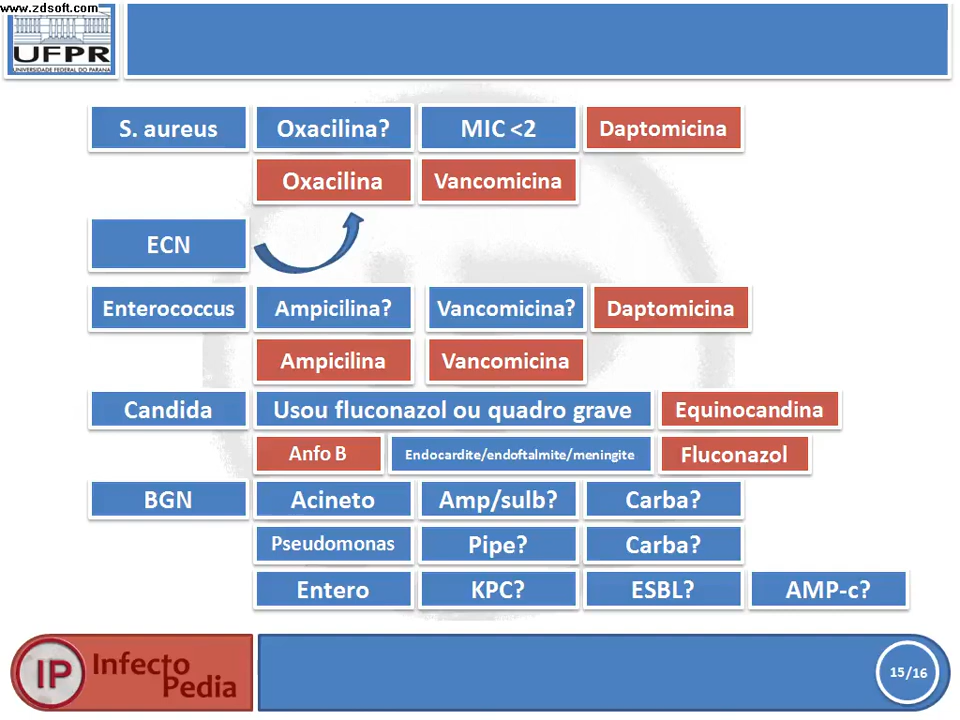 www.zdsoft.com
UFPR
UNIVERSIDADE FEDERAL DO PARANÁ
S. aureus
Oxacilina?
MIC <2
Daptomicina
Oxacilina
Vancomicina
ECN
Enterococcus
Ampicilina?
Vancomicina?
Daptomicina
Ampicilina
Vancomicina
Candida
Usou fluconazol ou quadro grave
Equinocandina
Anfo B
Endocardite/endoftalmite/meningite
Fluconazol
BGN
Acineto
Amp/sulb?
Carba?
Pseudomonas
Pipe?
Carba?
Entero
KPC?
ESBL?
AMP-c?
IP
Infecto
Pedia
15/16